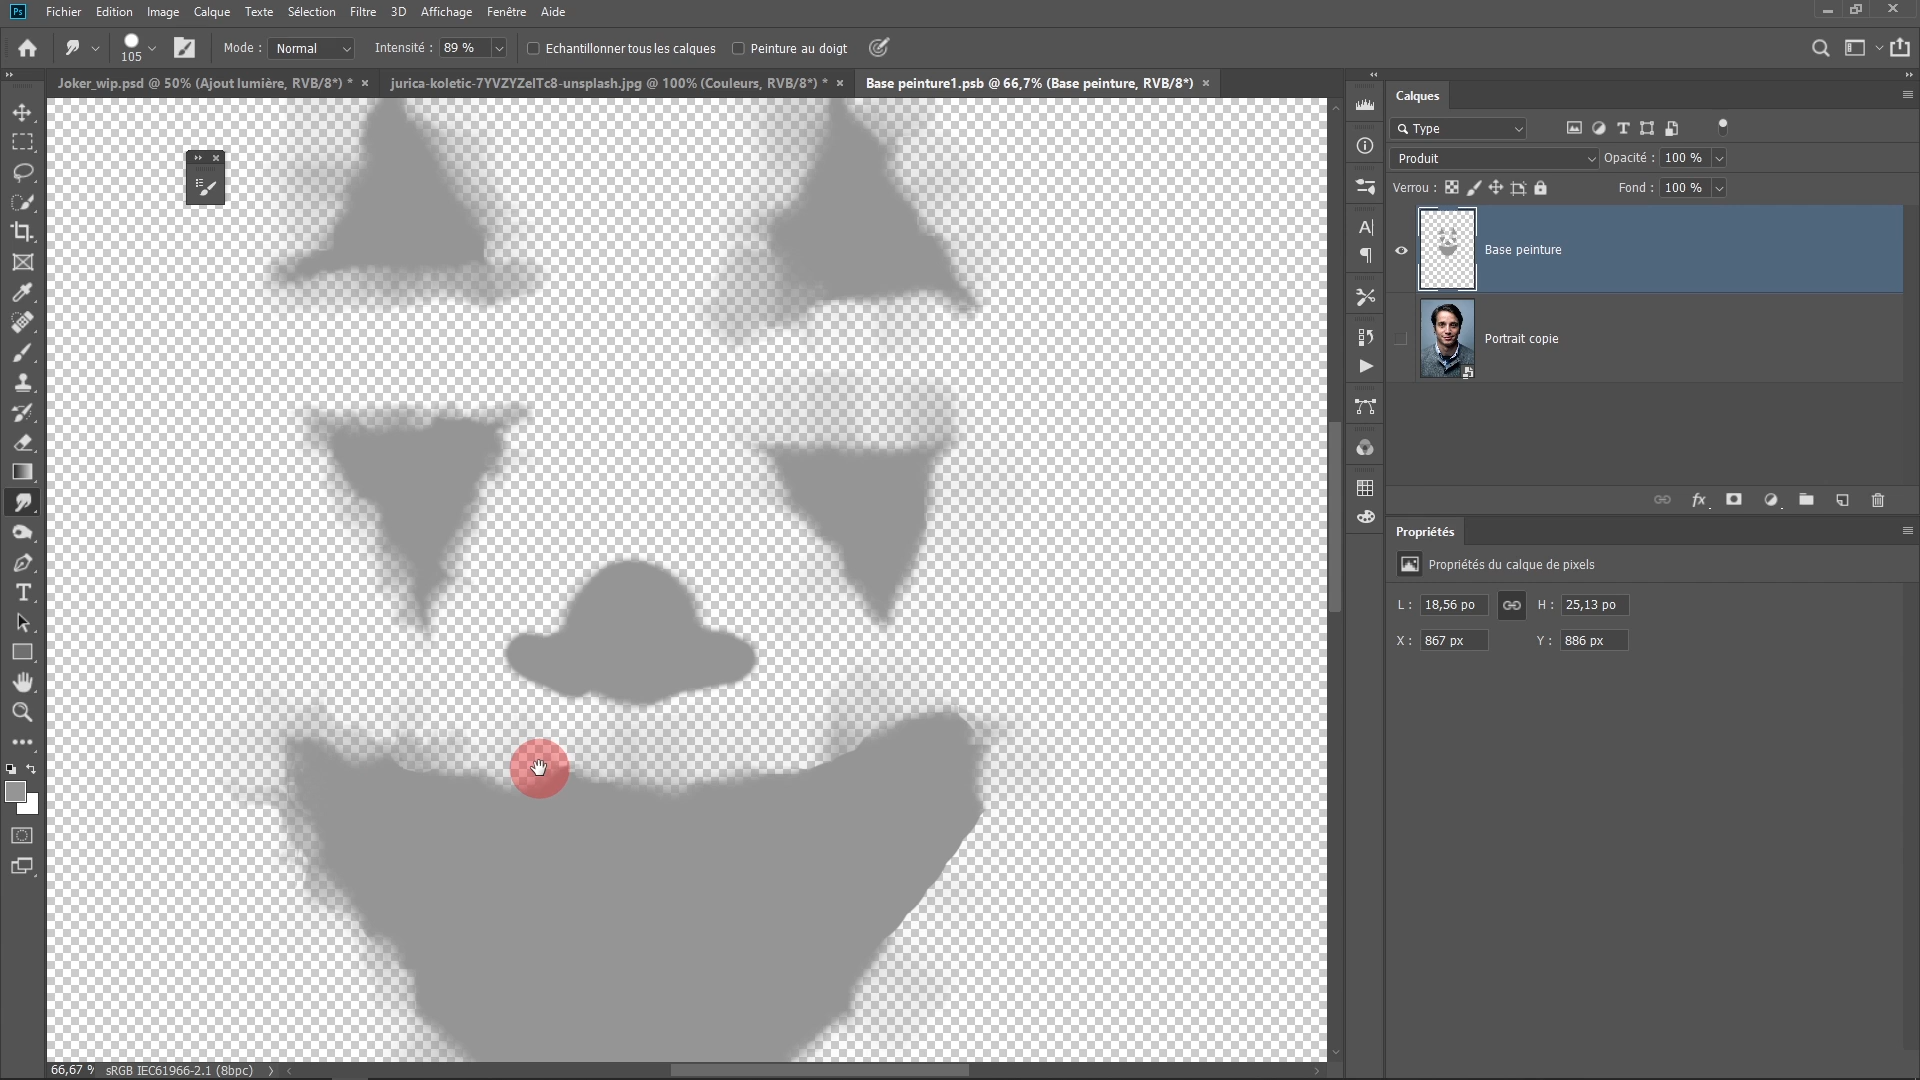 Ps Fichier Edition Image Calque Texte Sélection Filtre 3D Affichage Fenêtre Aide
105 Mode : Normal Intensité : 89 % Echantillonner tous les calques Peinture au doigt
Joker_wip.psd @ 50% (Ajout lumière, RVB/8*) * × jurica-koletic-7YVZYZeITc8-unsplash.jpg @ 100% (Couleurs, RVB/8*) * × Base peinture1.psb @ 66,7% (Base peinture, RVB/8*) ×
Calques
Type
Produit Opacité : 100 %
Verrou : Fond : 100 %
Base peinture
Portrait copie
fx
Propriétés
Propriétés du calque de pixels
L : 18,56 po H : 25,13 po
X : 867 px Y : 886 px
66,67 % sRGB IEC61966-2.1 (8bpc)